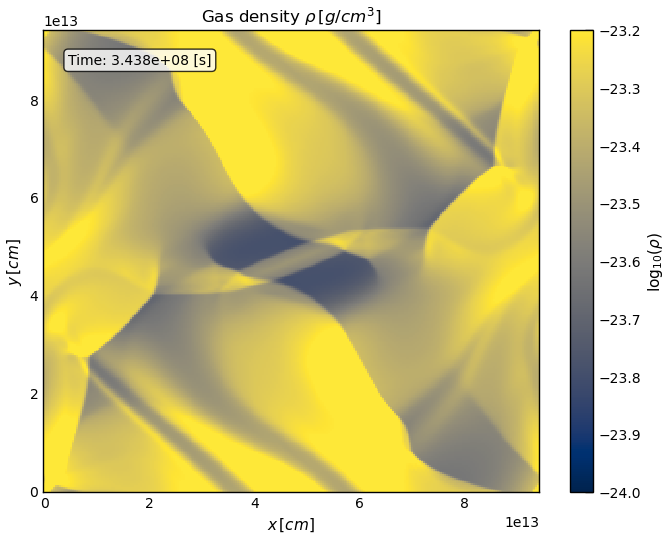 Gas density ρ [g/cm³]
1e13
Time: 3.438e+08 [s]
8
6
4
2
0
y [cm]
0 2 4 6 8
1e13
x [cm]
−23.2
−23.3
−23.4
−23.5
−23.6
−23.7
−23.8
−23.9
−24.0
log₁₀(ρ)